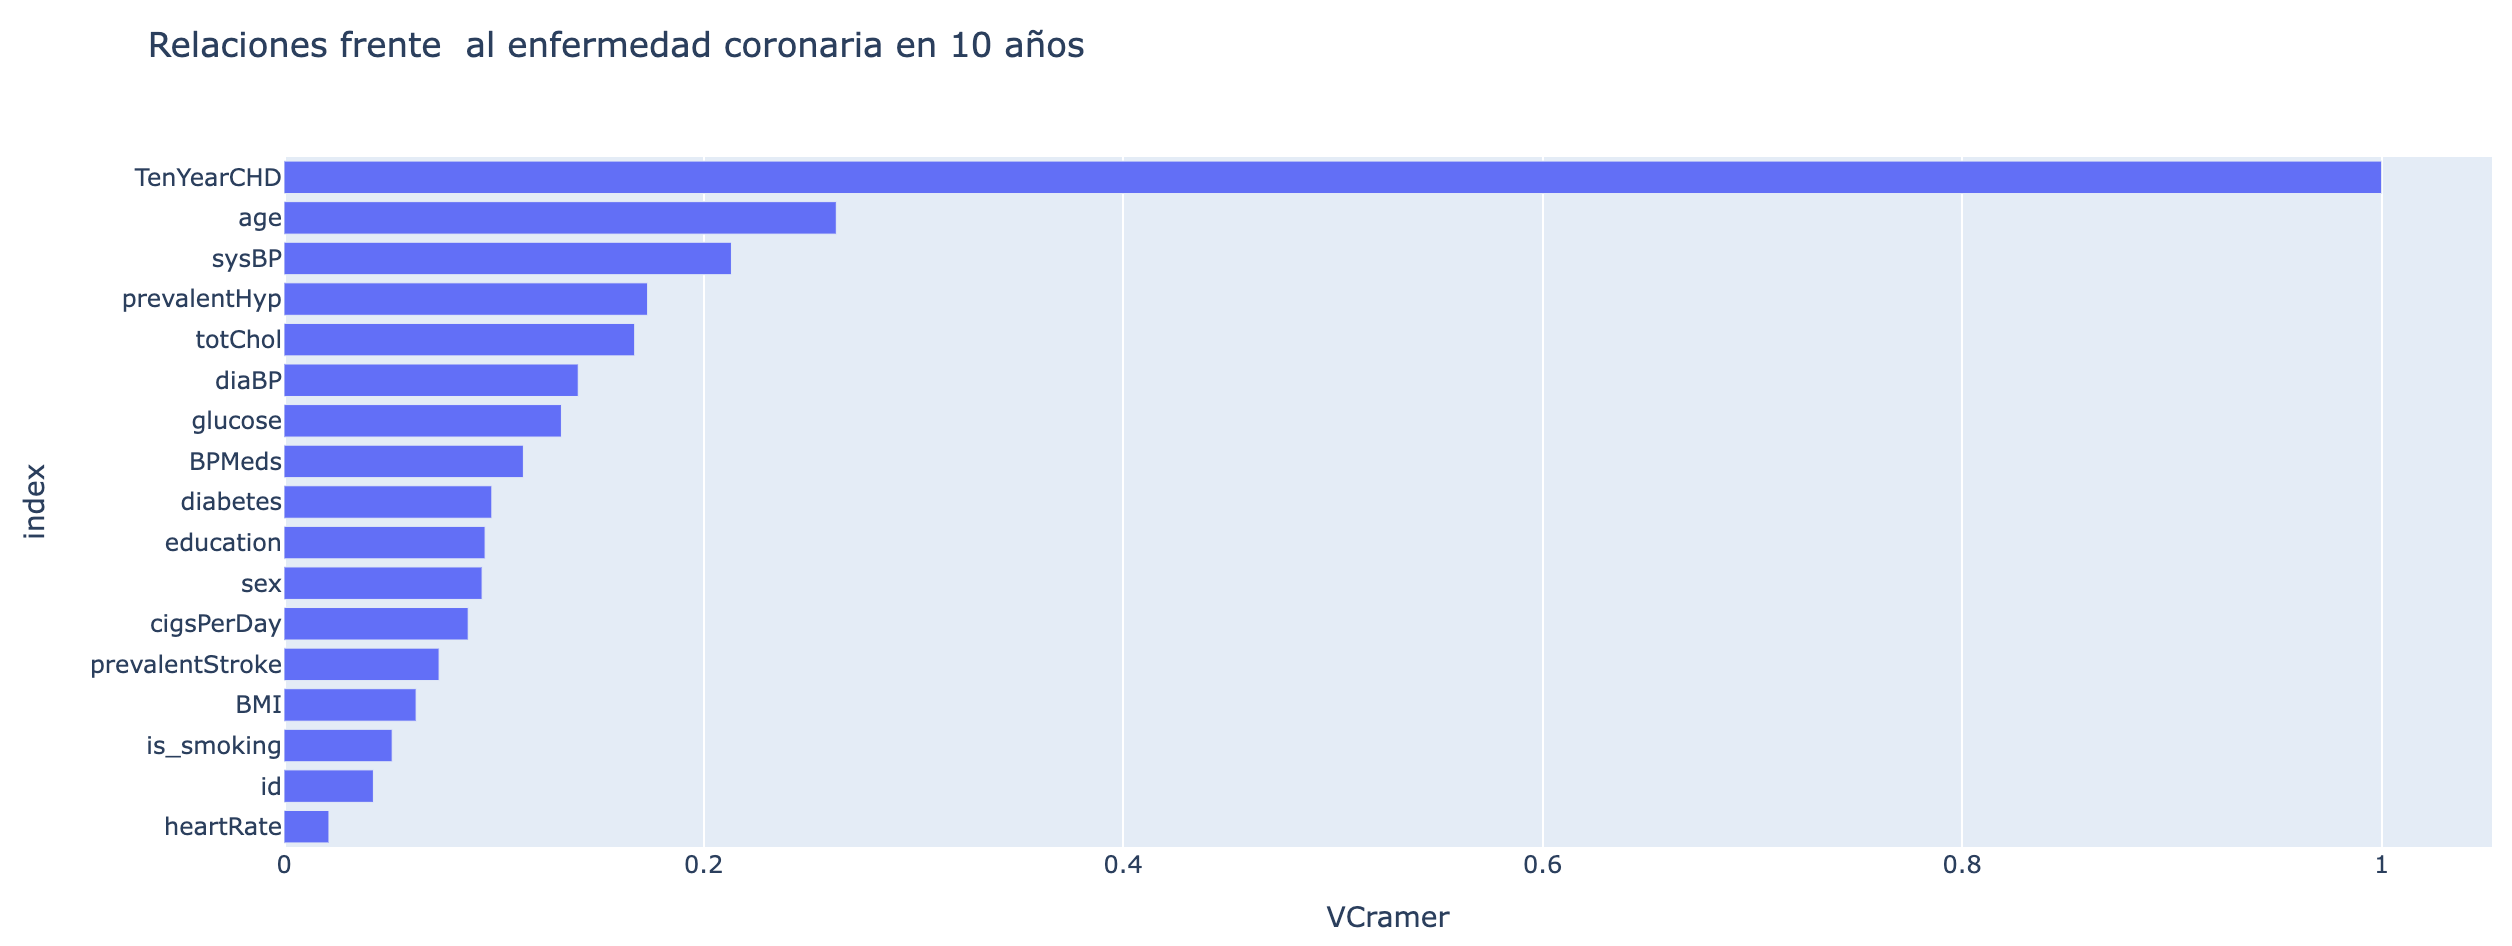 Relaciones frente  al enfermedad coronaria en 10 años
TenYearCHD
age
sysBP
prevalentHyp
totChol
diaBP
glucose
BPMeds
diabetes
education
sex
cigsPerDay
prevalentStroke
BMI
is_smoking
id
heartRate
index
0 0.2 0.4 0.6 0.8 1
VCramer